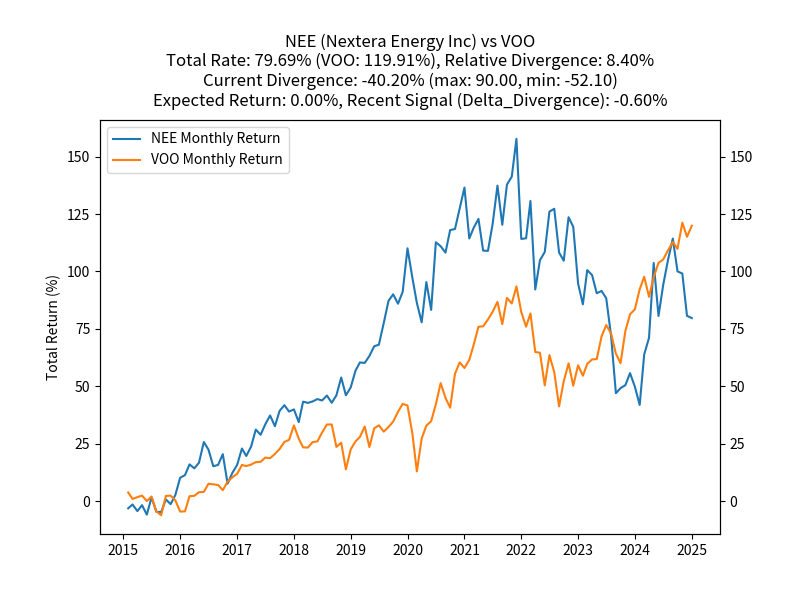 NEE (Nextera Energy Inc) vs VOO
Total Rate: 79.69% (VOO: 119.91%), Relative Divergence: 8.40%
Current Divergence: -40.20% (max: 90.00, min: -52.10)
Expected Return: 0.00%, Recent Signal (Delta_Divergence): -0.60%
NEE Monthly Return
VOO Monthly Return
150 150
125 125
100 100
75 75
50 50
25 25
0 0
Total Return (%)
2015 2016 2017 2018 2019 2020 2021 2022 2023 2024 2025